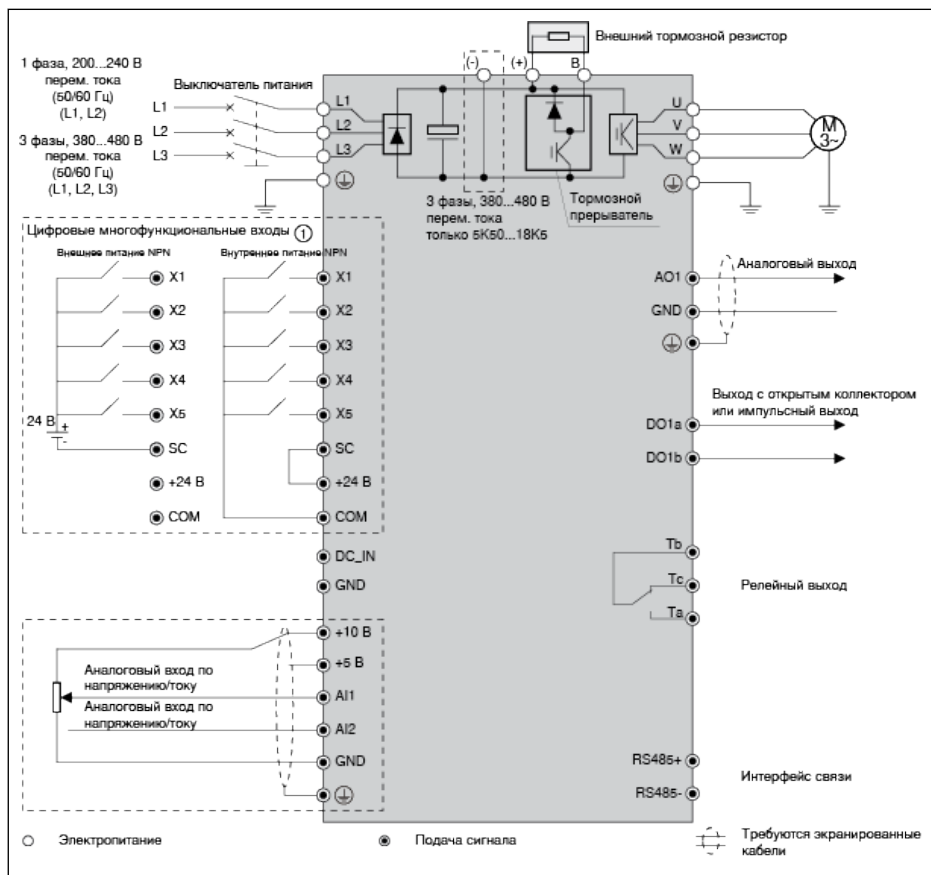 Внешний тормозной резистор
(-)
(+)
B
1 фаза, 200...240 В
перем. тока
(50/60 Гц)
(L1, L2)
3 фазы, 380...480 В
перем. тока
(50/60 Гц)
(L1, L2, L3)
Выключатель питания
L1
L2
L3
L1
L2
L3
U
V
W
M
3~
3 фазы, 380...480 В
перем. тока
только 5K50...18K5
Тормозной
прерыватель
Цифровые многофункциональные входы 1
Внешнее питание NPN
Внутреннее питание NPN
X1
X2
X3
X4
X5
24 В
+
-
SC
+24 В
COM
X1
X2
X3
X4
X5
SC
+24 В
COM
DC_IN
GND
AO1
GND
Аналоговый выход
Выход с открытым коллектором
или импульсный выход
DO1a
DO1b
Tb
Tc
Ta
Релейный выход
+10 В
+5 В
Аналоговый вход по
напряжению/току
AI1
Аналоговый вход по
напряжению/току
AI2
GND
RS485+
RS485-
Интерфейс связи
Электропитание
Подача сигнала
Требуются экранированные
кабели